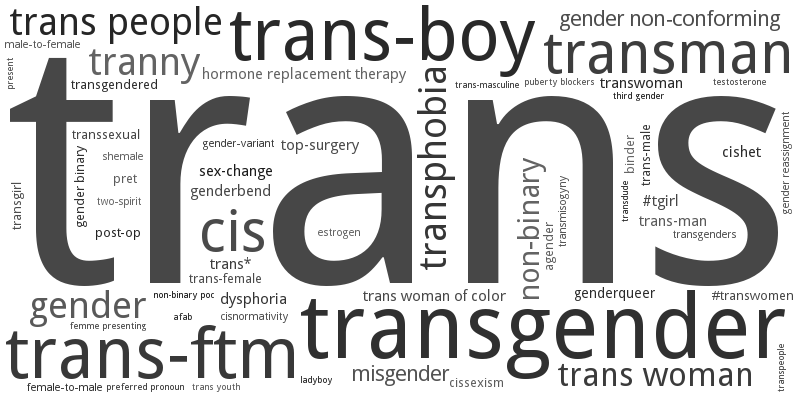 trans people
trans-boy
gender non-conforming
male-to-female
tranny
transman
present
hormone replacement therapy
transgendered
trans-masculine
puberty blockers
transwoman
testosterone
third gender
trans
transphobia
transsexual
gender-variant
top-surgery
shemale
gender binary
sex-change
pret
genderbend
transgirl
two-spirit
post-op
cis
estrogen
trans*
trans-female
non-binary
agender
transmisogyny
binder
trans-male
transdude
cishet
gender reassignment
#tgirl
trans-man
transgenders
gender
femme presenting
non-binary poc
dysphoria
afab
cisnormativity
trans woman of color
genderqueer
#transwomen
transgender
trans-ftm
misgender
cissexism
trans woman
transpeople
ladyboy
female-to-male
preferred pronoun
trans youth